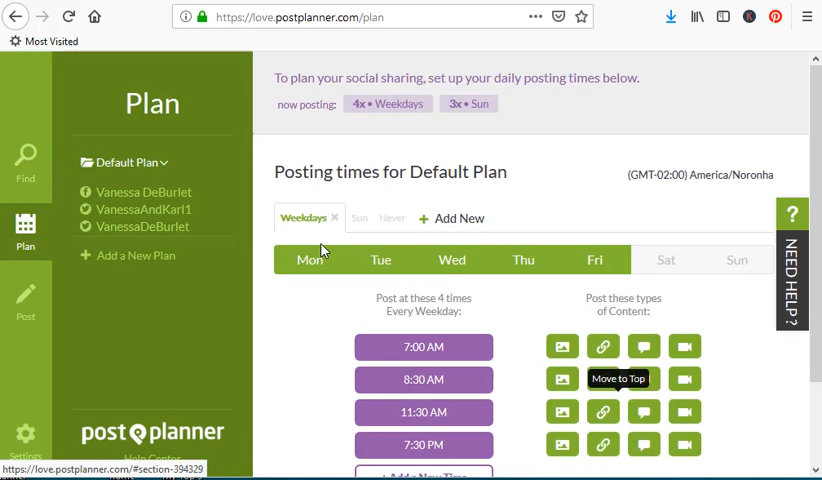 https://love.postplanner.com/plan
Most Visited
To plan your social sharing, set up your daily posting times below.
now posting: 4x • Weekdays 3x • Sun
Plan
Find
Default Plan
Vanessa DeBurlet
VanessaAndKarl1
VanessaDeBurlet
Plan
Add a New Plan
Post
Settings
post planner
Help Center
https://love.postplanner.com/#section-394329
Posting times for Default Plan
(GMT-02:00) America/Noronha
Weekdays × Sun Never + Add New
Mon Tue Wed Thu Fri Sat Sun
Post at these 4 times
Every Weekday:
Post these types
of Content:
7:00 AM
8:30 AM
Move to Top
11:30 AM
7:30 PM
+ Add a New Time
?
NEED HELP?